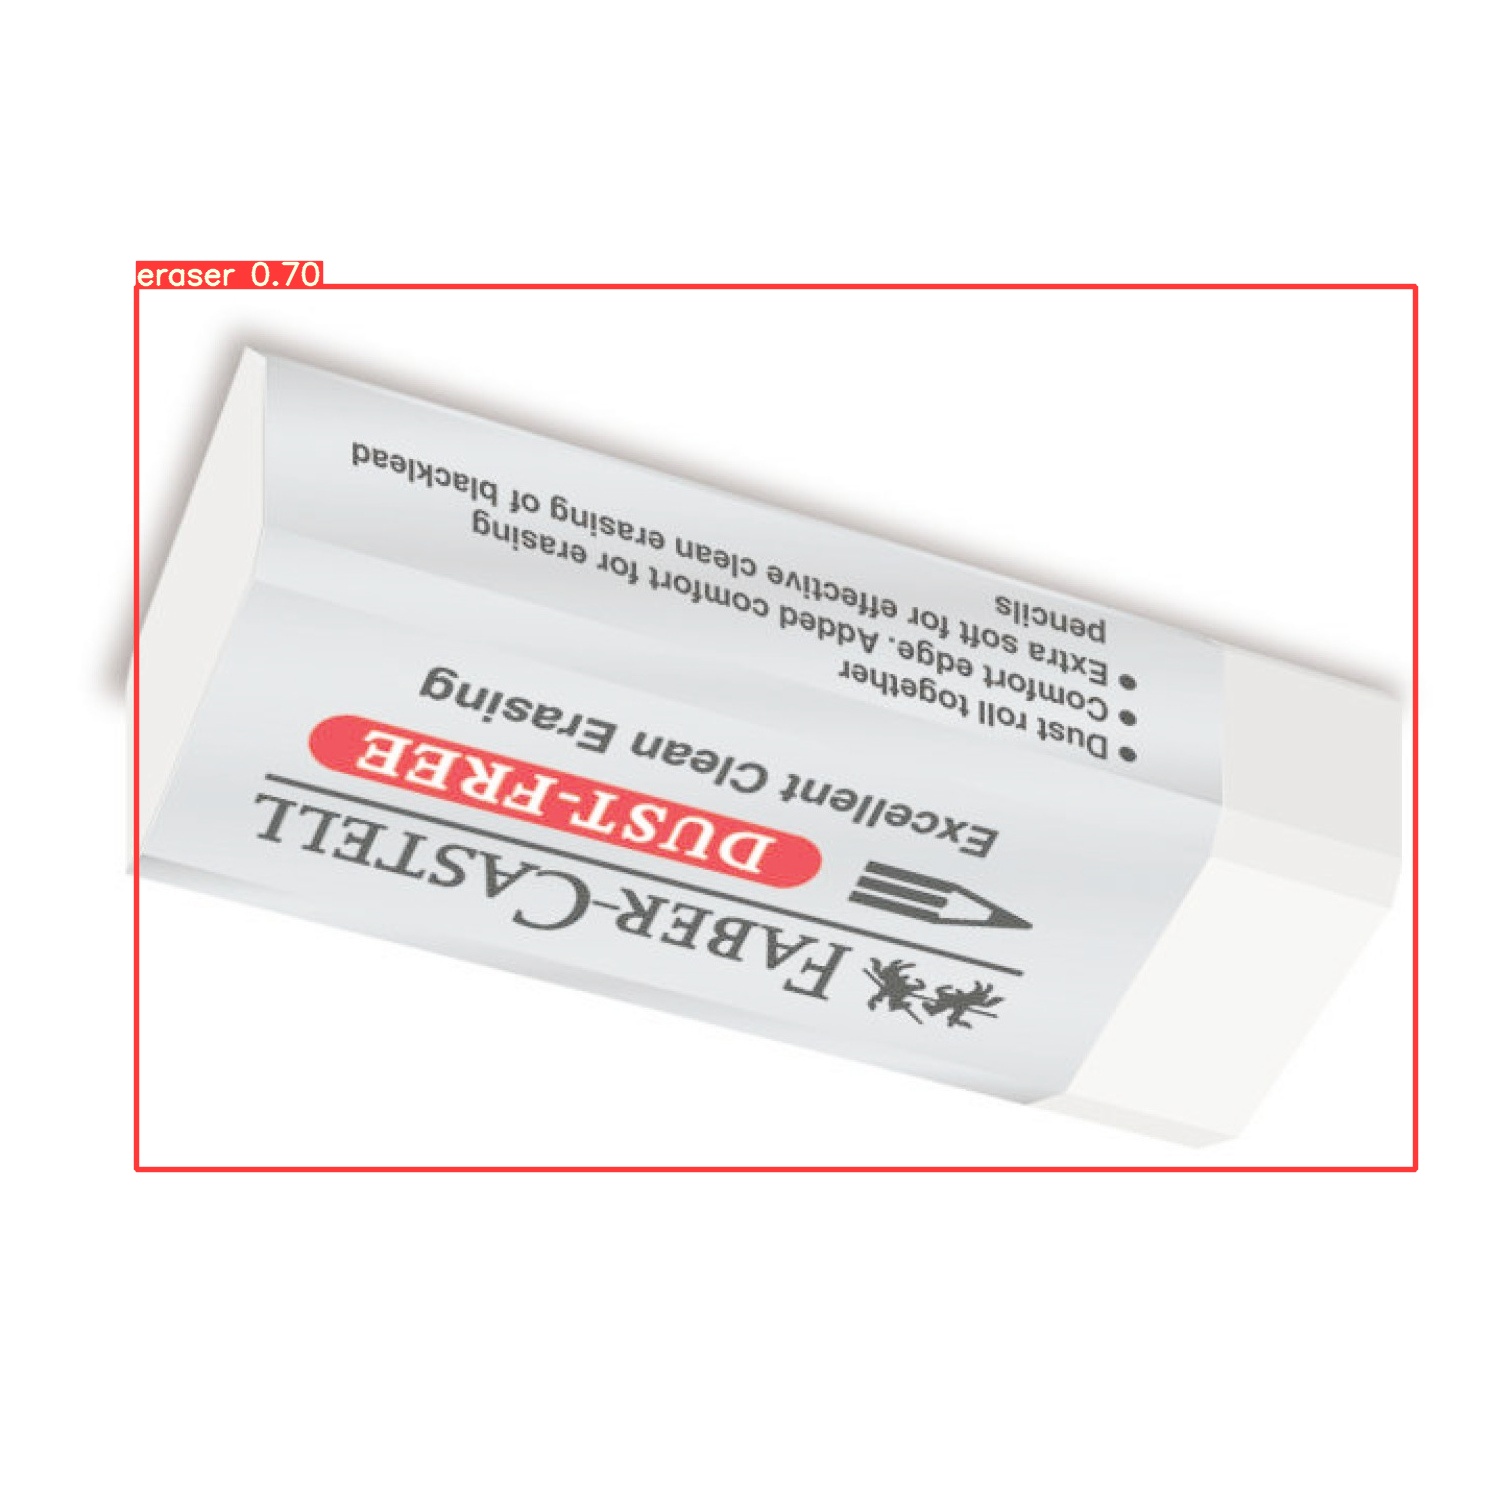 eraser 0.70
FABER-CASTELL
DUST-FREE
Excellent Clean Erasing
• Dust roll together
• Comfort edge. Added comfort for erasing
• Extra soft for effective clean erasing of blacklead
pencils